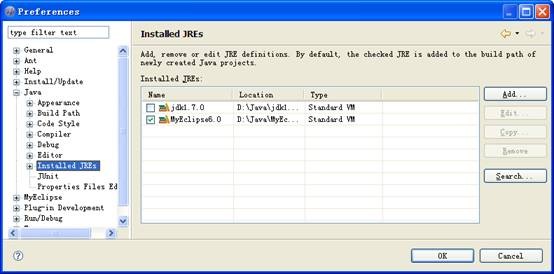 Preferences
type filter text
General
Ant
Help
Install/Update
Java
Appearance
Build Path
Code Style
Compiler
Debug
Editor
Installed JREs
JUnit
Properties Files Ed
MyEclipse
Plug-in Development
Run/Debug
Installed JREs
Add, remove or edit JRE definitions. By default, the checked JRE is added to the build path of
newly created Java projects.
Installed JREs:
Name Location Type
jdk1.7.0 D:\Java\jdk1... Standard VM
MyEclipse6.0 D:\Java\MyEc... Standard VM
Add...
Edit...
Copy...
Remove
Search...
OK Cancel